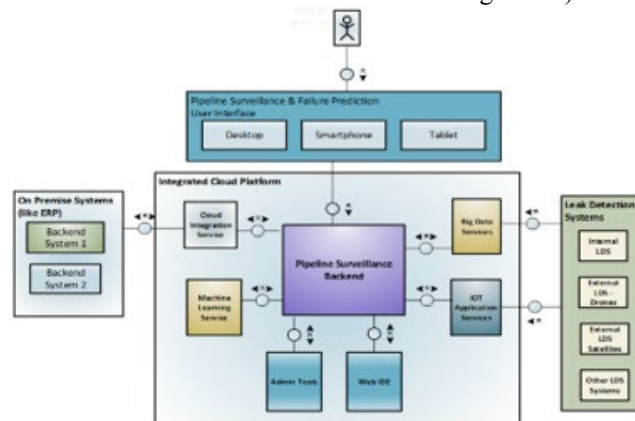 Pipeline Surveillance & Failure Prediction
User Interface
Desktop
Smartphone
Tablet
Integrated Cloud Platform
On Premise Systems
(like ERP)
Backend
System 1
Backend
System 2
Cloud
Integration
Service
Big Data
Services
Leak Detection
Systems
Internal
LDS
External
LDS -
Drones
External
LDS
Satellites
Other LDS
Systems
Pipeline Surveillance
Backend
Machine
Learning
Service
IOT
Application
Services
Admin Tools
Web IDE